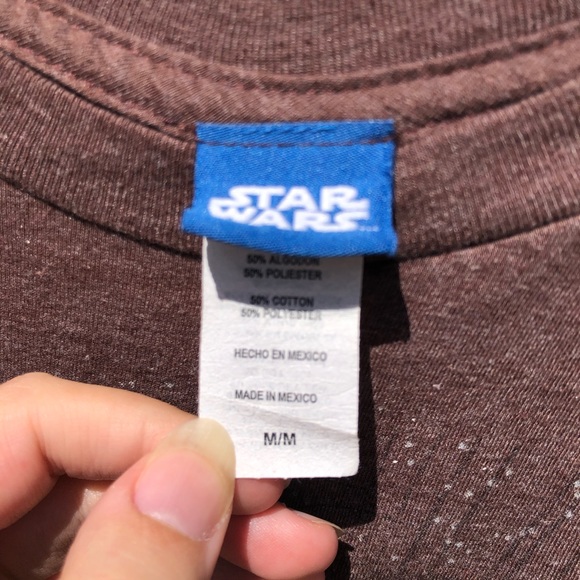 STAR
WARS
50% ALGODON
50% POLIESTER
50% COTTON
50% POLYESTER
HECHO EN MEXICO
MADE IN MEXICO
M/M